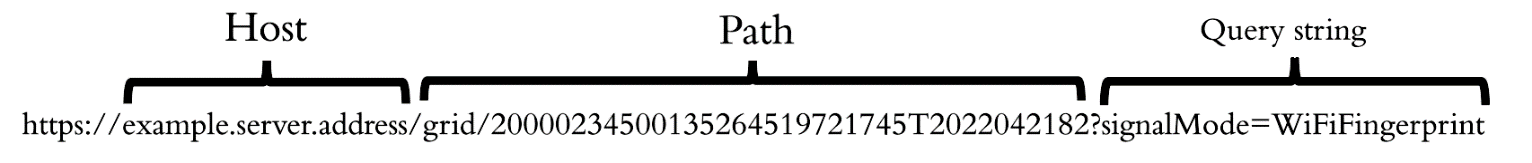 Host Path Query string
https://example.server.address/grid/20000234500135264519721745T2022042182?signalMode=WiFiFingerprint